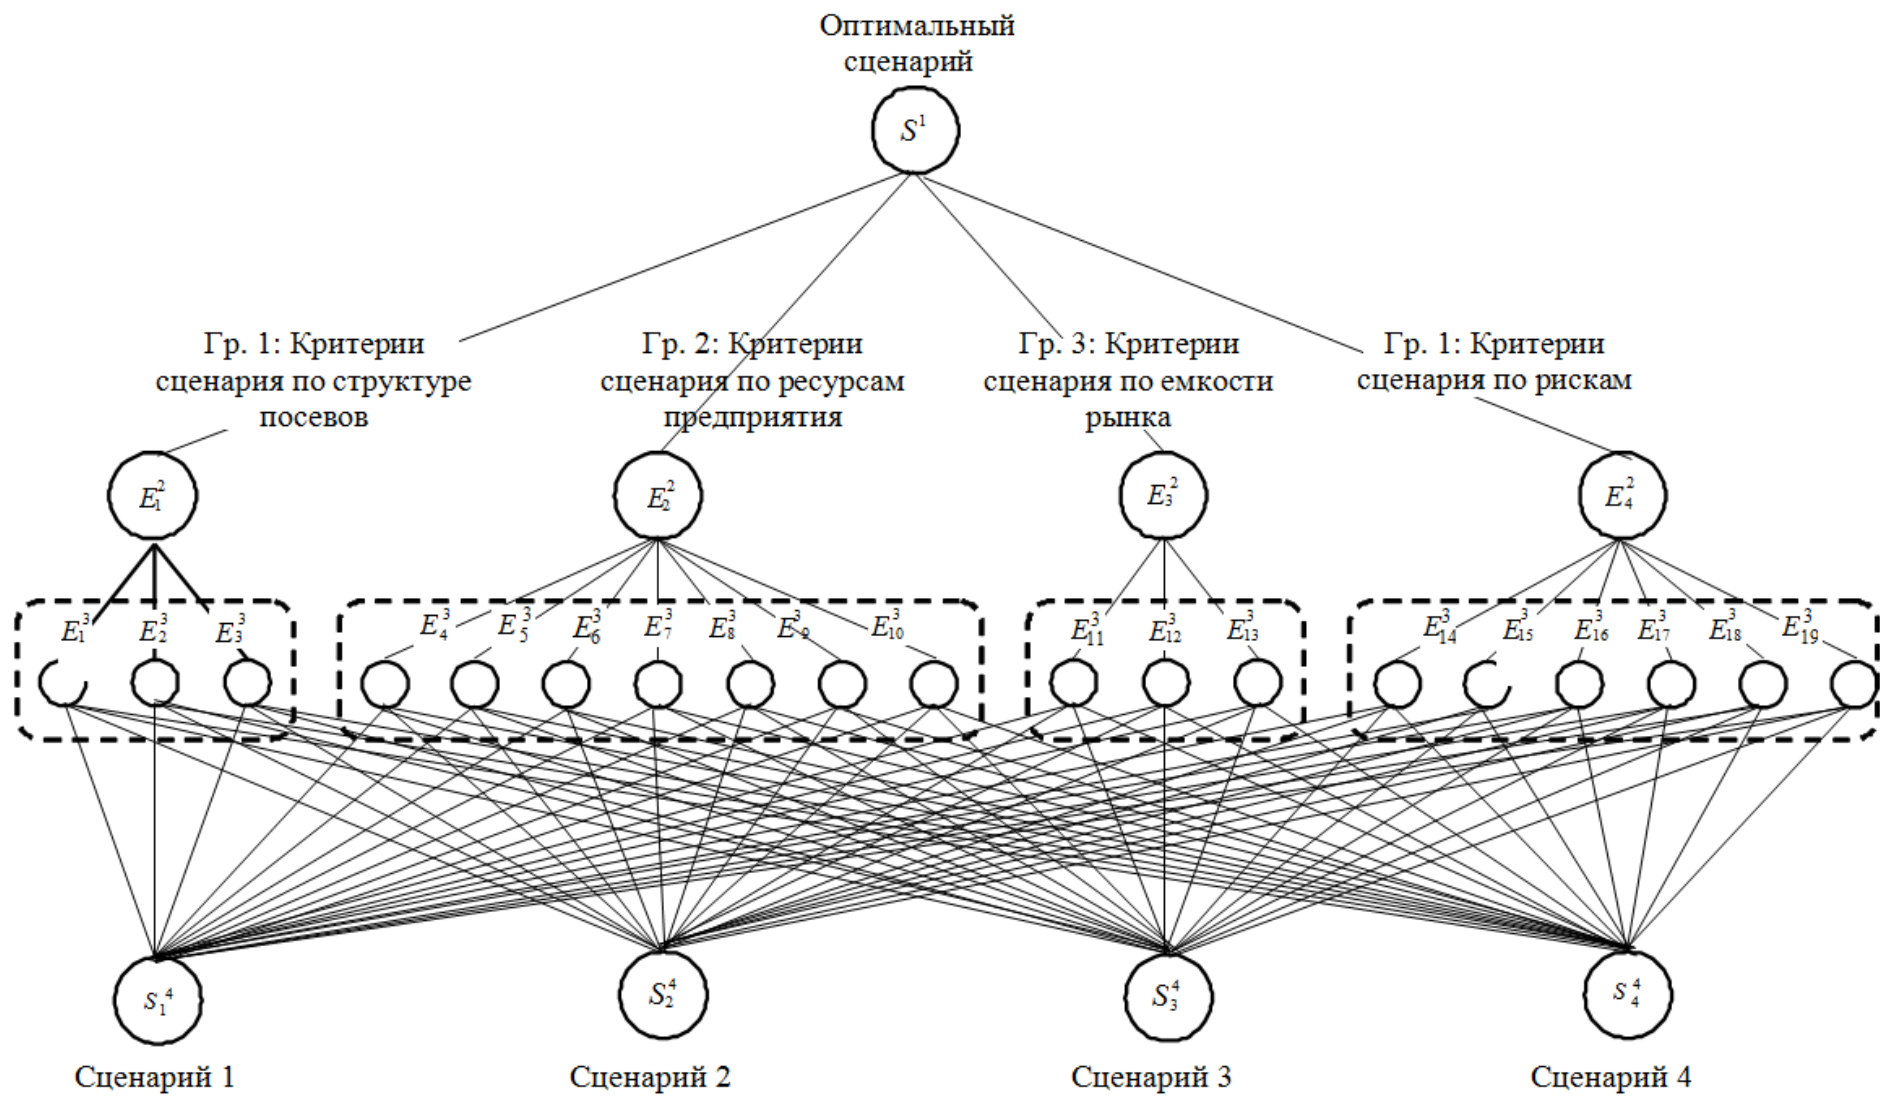 Оптимальный
сценарий
S¹
Гр. 1: Критерии
сценария по структуре
посевов
Гр. 2: Критерии
сценария по ресурсам
предприятия
Гр. 3: Критерии
сценария по емкости
рынка
Гр. 1: Критерии
сценария по рискам
E₁² E₂² E₃² E₄²
E₁³ E₂³ E₃³ E₄³ E₅³ E₆³ E₇³ E₈³ E₉³ E₁₀³ E₁₁³ E₁₂³ E₁₃³ E₁₄³ E₁₅³ E₁₆³ E₁₇³ E₁₈³ E₁₉³
S₁⁴ S₂⁴ S₃⁴ S₄⁴
Сценарий 1 Сценарий 2 Сценарий 3 Сценарий 4